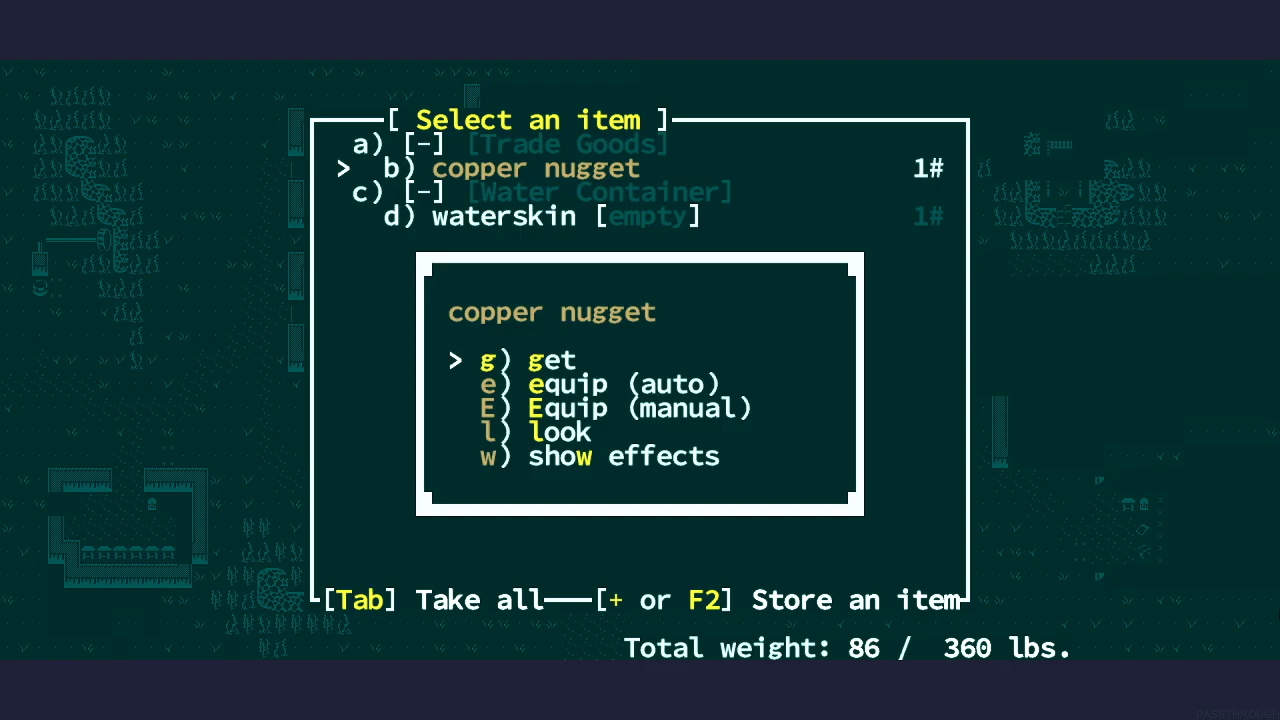 [ Select an item ]
a) [-] [Trade Goods]
> b) copper nugget 1#
c) [-] [Water Container]
d) waterskin [empty] 1#
copper nugget
> g) get
e) equip (auto)
E) Equip (manual)
l) look
w) show effects
[Tab] Take all [+ or F2] Store an item
Total weight: 86 / 360 lbs.